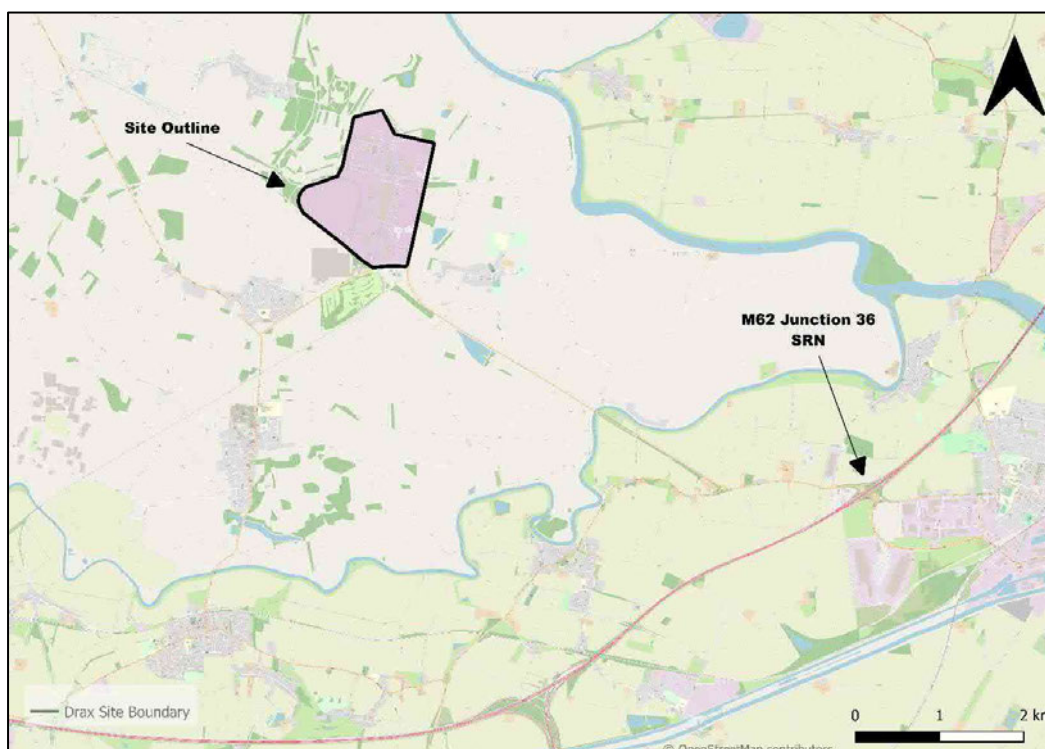 Site Outline
M62 Junction 36
SRN
Drax Site Boundary
0 1 2 km
© OpenStreetMap contributors